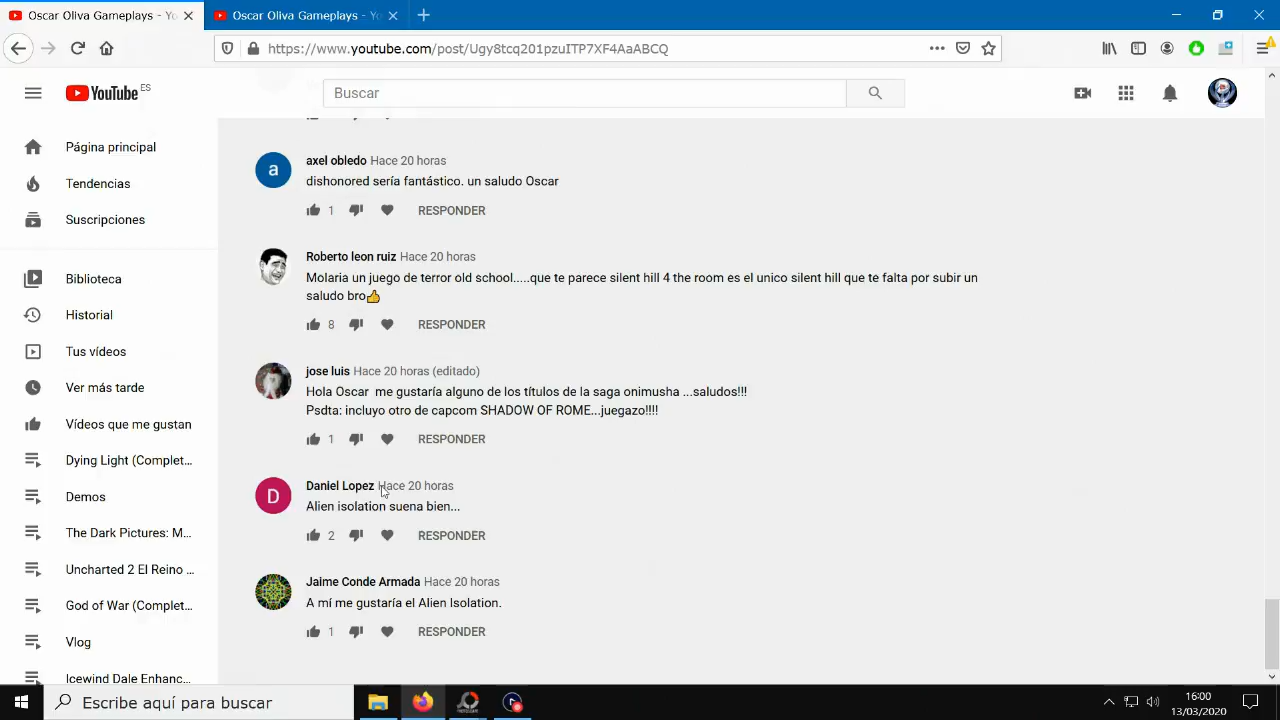 Oscar Oliva Gameplays - Yo
Oscar Oliva Gameplays - Yo
https://www.youtube.com/post/Ugy8tcq201pzuITP7XF4AaABCQ
YouTube ES
Buscar
Página principal
Tendencias
Suscripciones
Biblioteca
Historial
Tus vídeos
Ver más tarde
Vídeos que me gustan
Dying Light (Complet...
Demos
The Dark Pictures: M...
Uncharted 2 El Reino ...
God of War (Complet...
Vlog
Icewind Dale Enhanc...
a
axel obledo Hace 20 horas
dishonored sería fantástico. un saludo Oscar
1 RESPONDER
Roberto leon ruiz Hace 20 horas
Molaria un juego de terror old school.....que te parece silent hill 4 the room es el unico silent hill que te falta por subir un
saludo bro👍
8 RESPONDER
jose luis Hace 20 horas (editado)
Hola Oscar me gustaría alguno de los títulos de la saga onimusha ...saludos!!!
Psdta: incluyo otro de capcom SHADOW OF ROME...juegazo!!!!
1 RESPONDER
D
Daniel Lopez Hace 20 horas
Alien isolation suena bien...
2 RESPONDER
Jaime Conde Armada Hace 20 horas
A mí me gustaría el Alien Isolation.
1 RESPONDER
Escribe aquí para buscar
16:00
13/03/2020